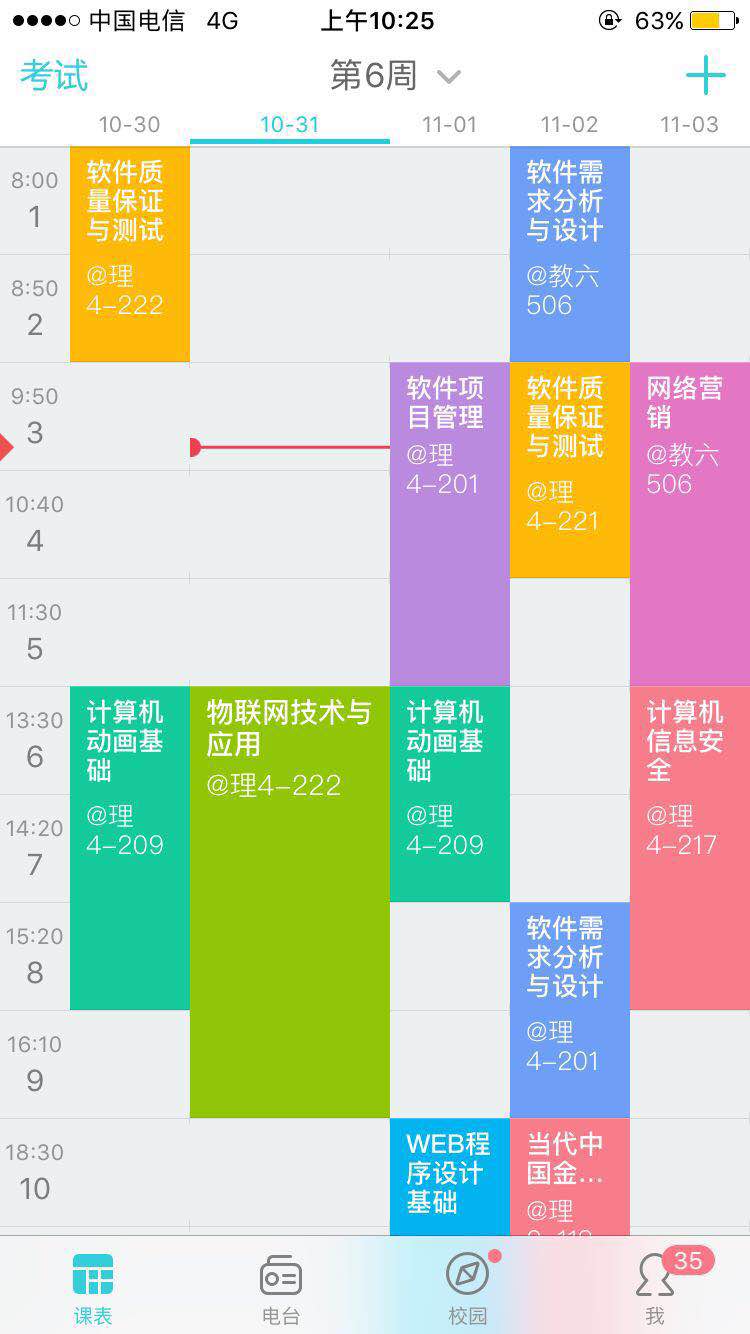 中国电信 4G 上午10:25 63%
考试 第6周
10-30 10-31 11-01 11-02 11-03
8:00
1
8:50
2
9:50
3
10:40
4
11:30
5
13:30
6
14:20
7
15:20
8
16:10
9
18:30
10
软件质
量保证
与测试
@理
4-222
计算机
动画基
础
@理
4-209
物联网技术与
应用
@理4-222
软件项
目管理
@理
4-201
计算机
动画基
础
@理
4-209
WEB程
序设计
基础
软件需
求分析
与设计
@教六
506
软件质
量保证
与测试
@理
4-221
软件需
求分析
与设计
@理
4-201
当代中
国金...
@理
网络营
销
@教六
506
计算机
信息安
全
@理
4-217
课表 电台 校园 我 35